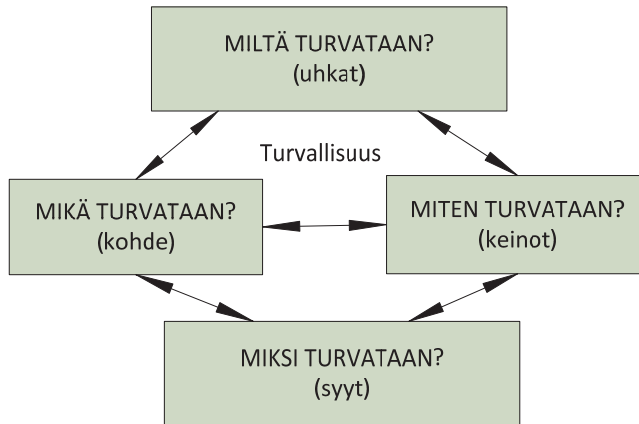 MILTÄ TURVATAAN?
(uhkat)
Turvallisuus
MIKÄ TURVATAAN?
(kohde)
MITEN TURVATAAN?
(keinot)
MIKSI TURVATAAN?
(syyt)